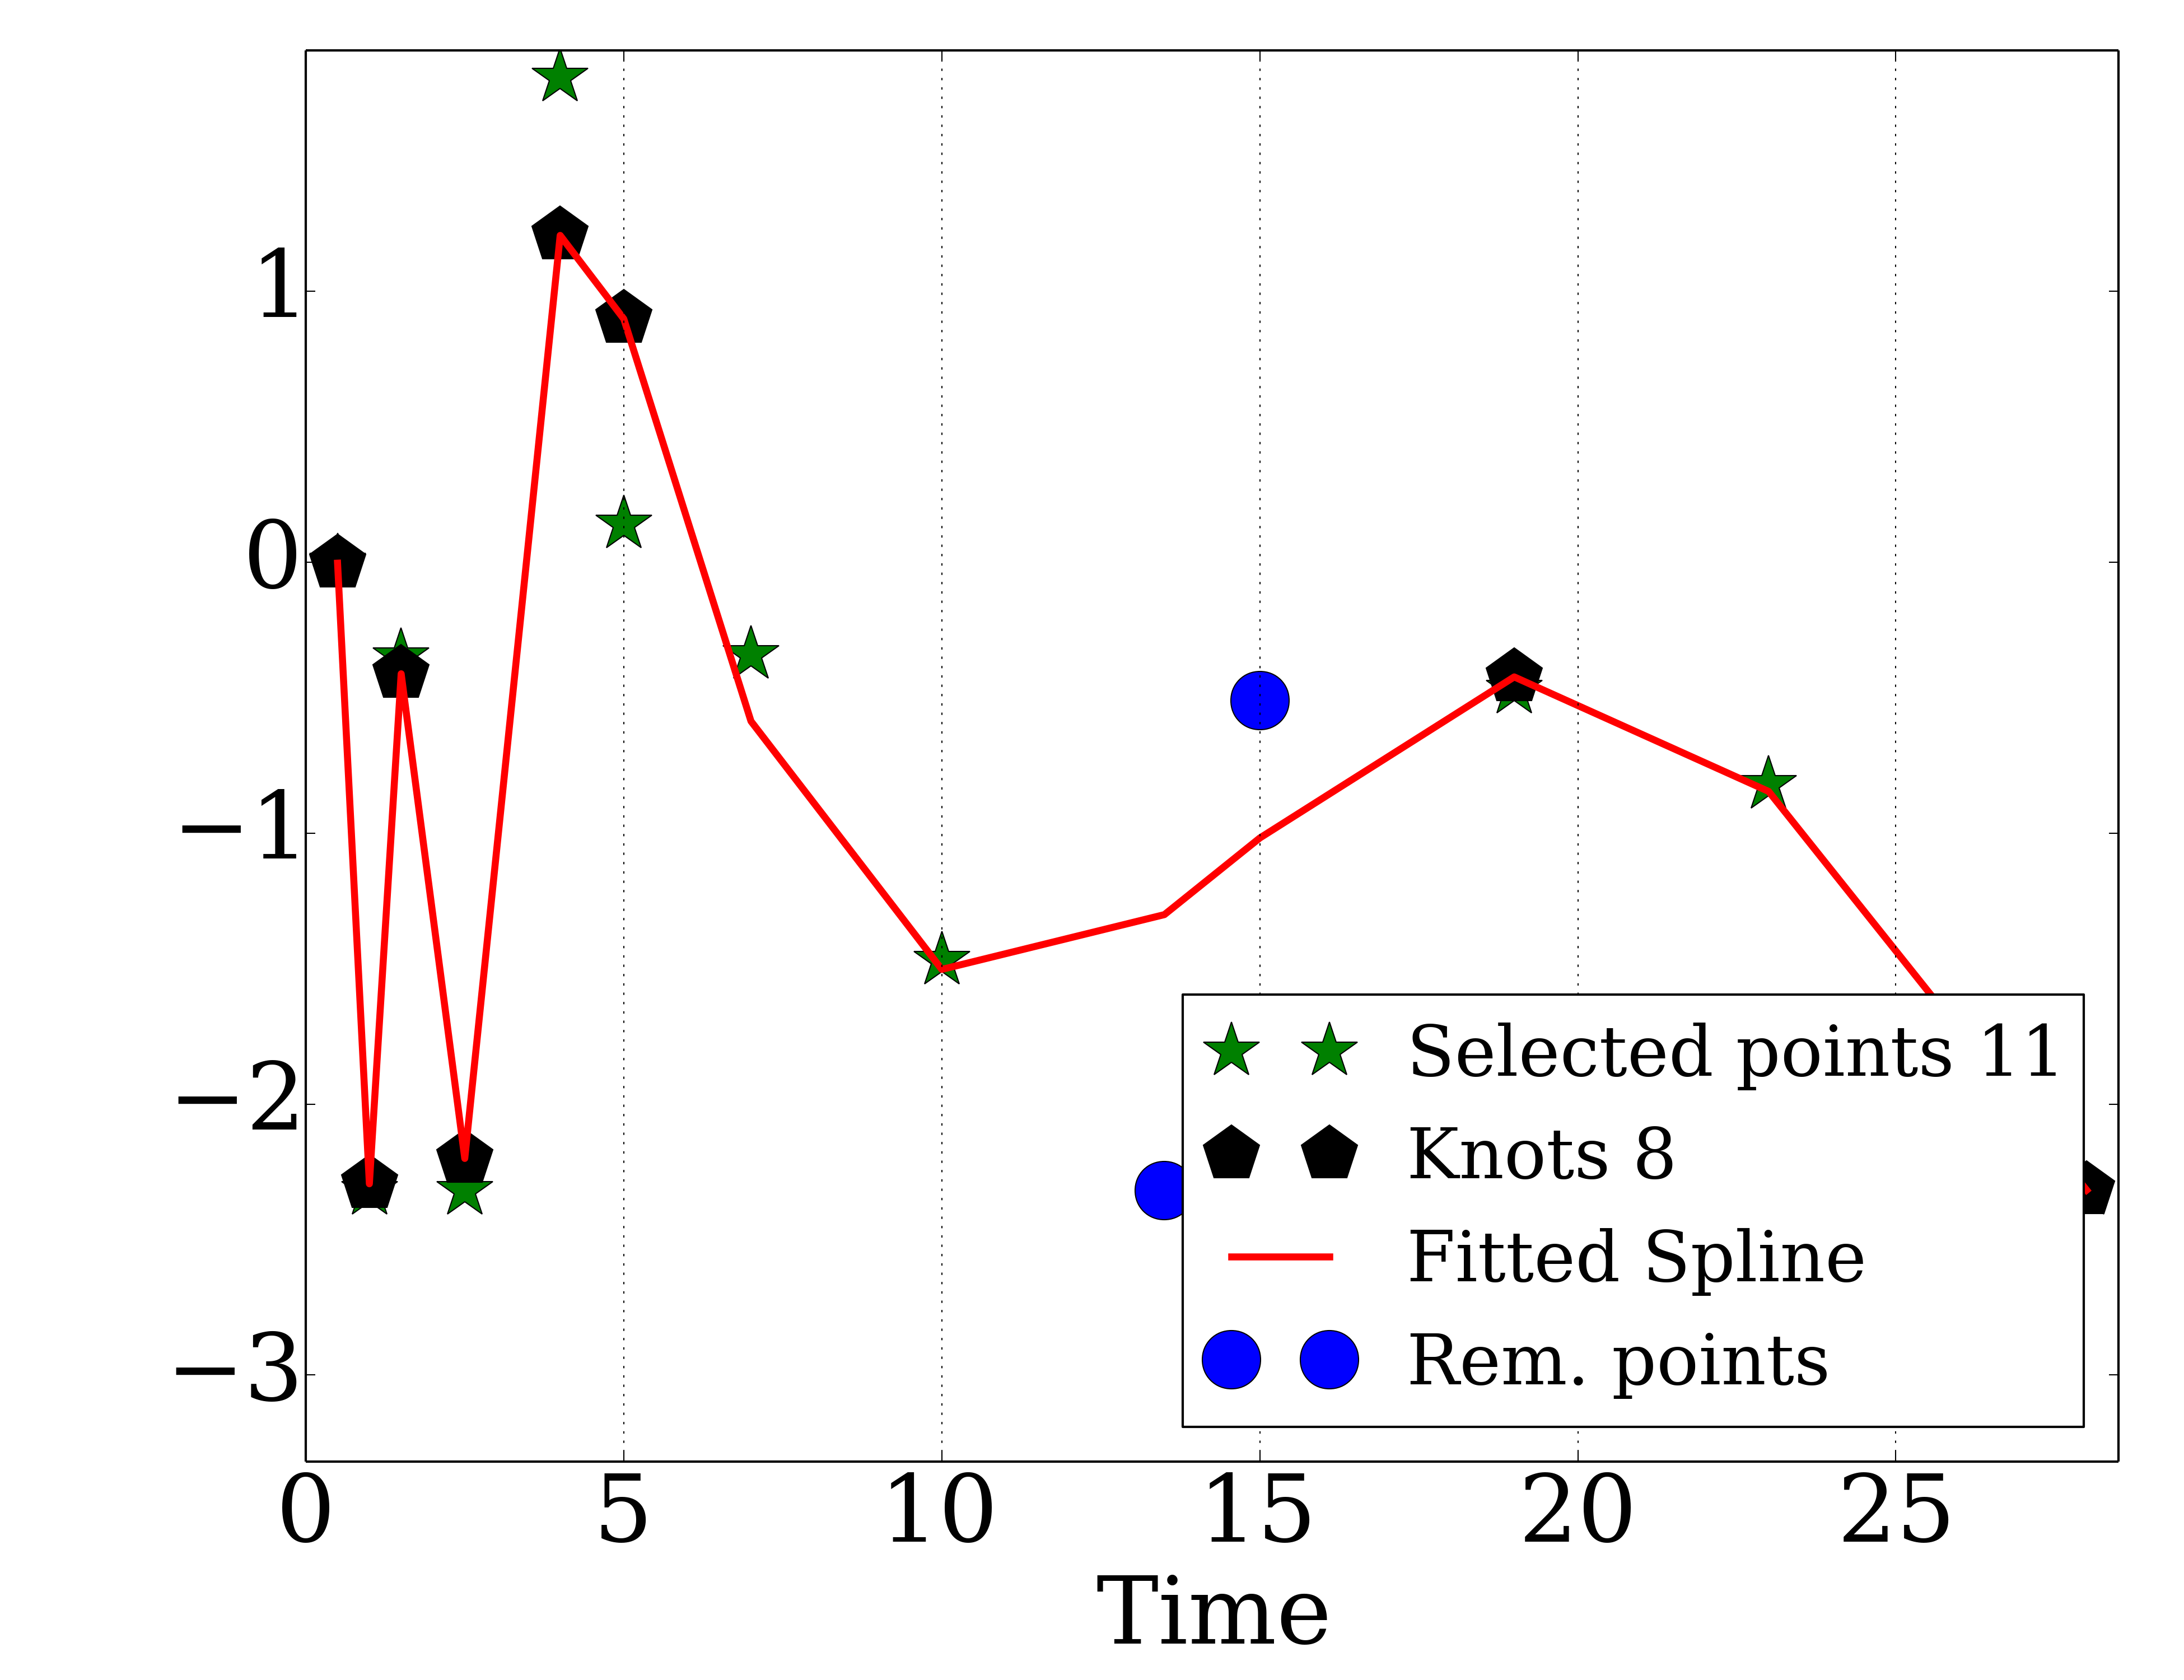 1
0
−1
−2
−3
0 5 10 15 20 25
Time
Selected points 11
Knots 8
Fitted Spline
Rem. points